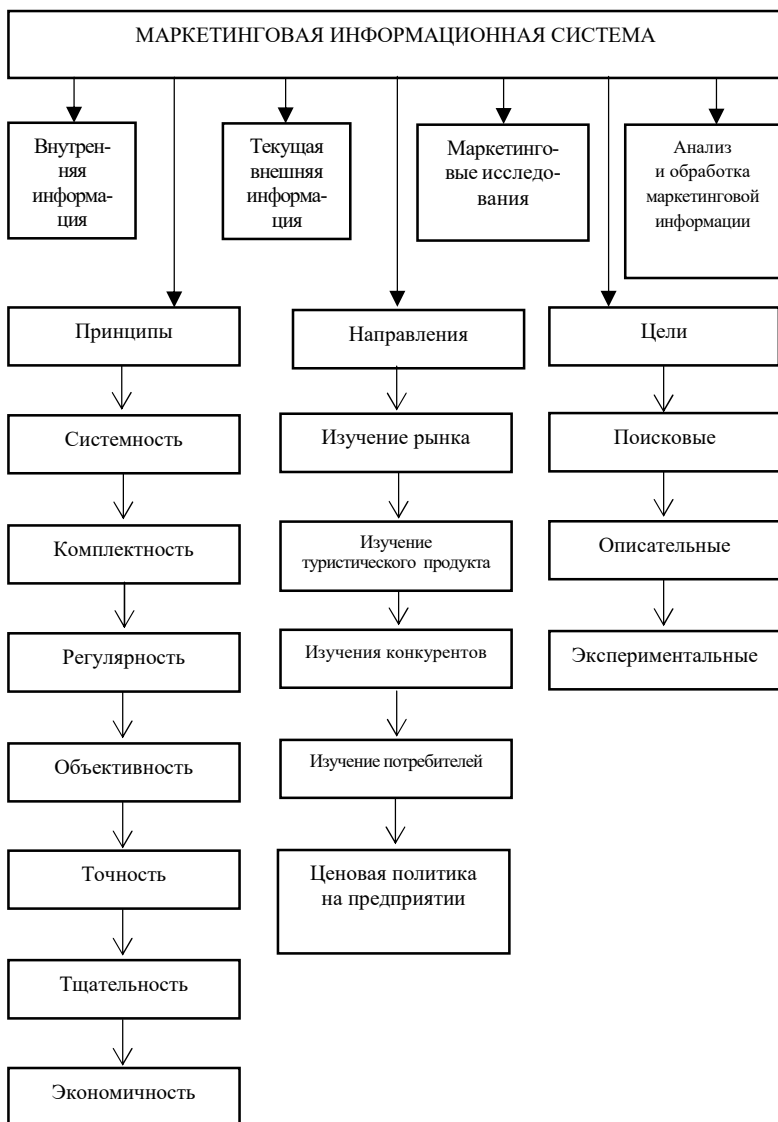 МАРКЕТИНГОВАЯ ИНФОРМАЦИОННАЯ СИСТЕМА
Внутрен-
няя
информа-
ция
Текущая
внешняя
информа-
ция
Маркетинго-
вые исследо-
вания
Анализ
и обработка
маркетинговой
информации
Принципы
Системность
Комплектность
Регулярность
Объективность
Точность
Тщательность
Экономичность
Направления
Изучение рынка
Изучение
туристического продукта
Изучения конкурентов
Изучение потребителей
Ценовая политика
на предприятии
Цели
Поисковые
Описательные
Экспериментальные